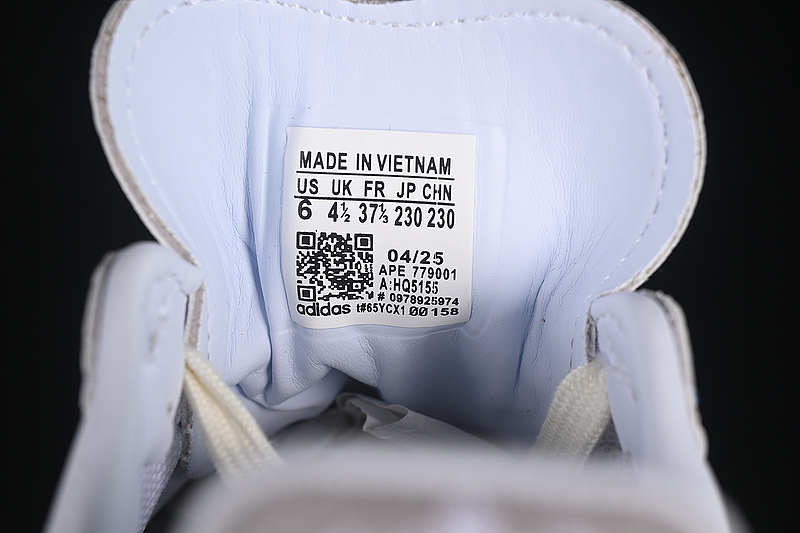 MADE IN VIETNAM
US UK FR JP CHN
6 4½ 37⅓ 230 230
04/25
APE 779001
A:HQ5155
# 0978925974
adidas t#65YCX1 00158